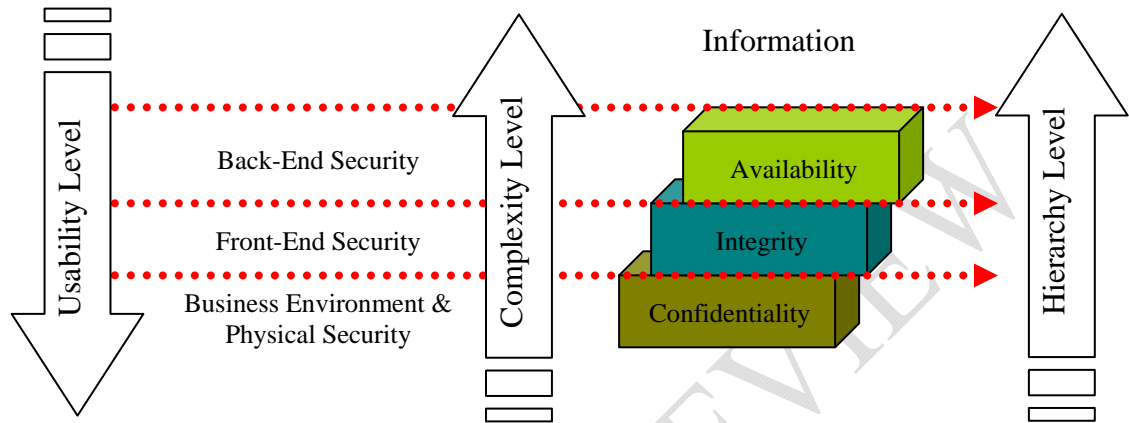 Information
Usability Level
Back-End Security
Front-End Security
Business Environment &
Physical Security
Complexity Level
Availability
Integrity
Confidentiality
Hierarchy Level